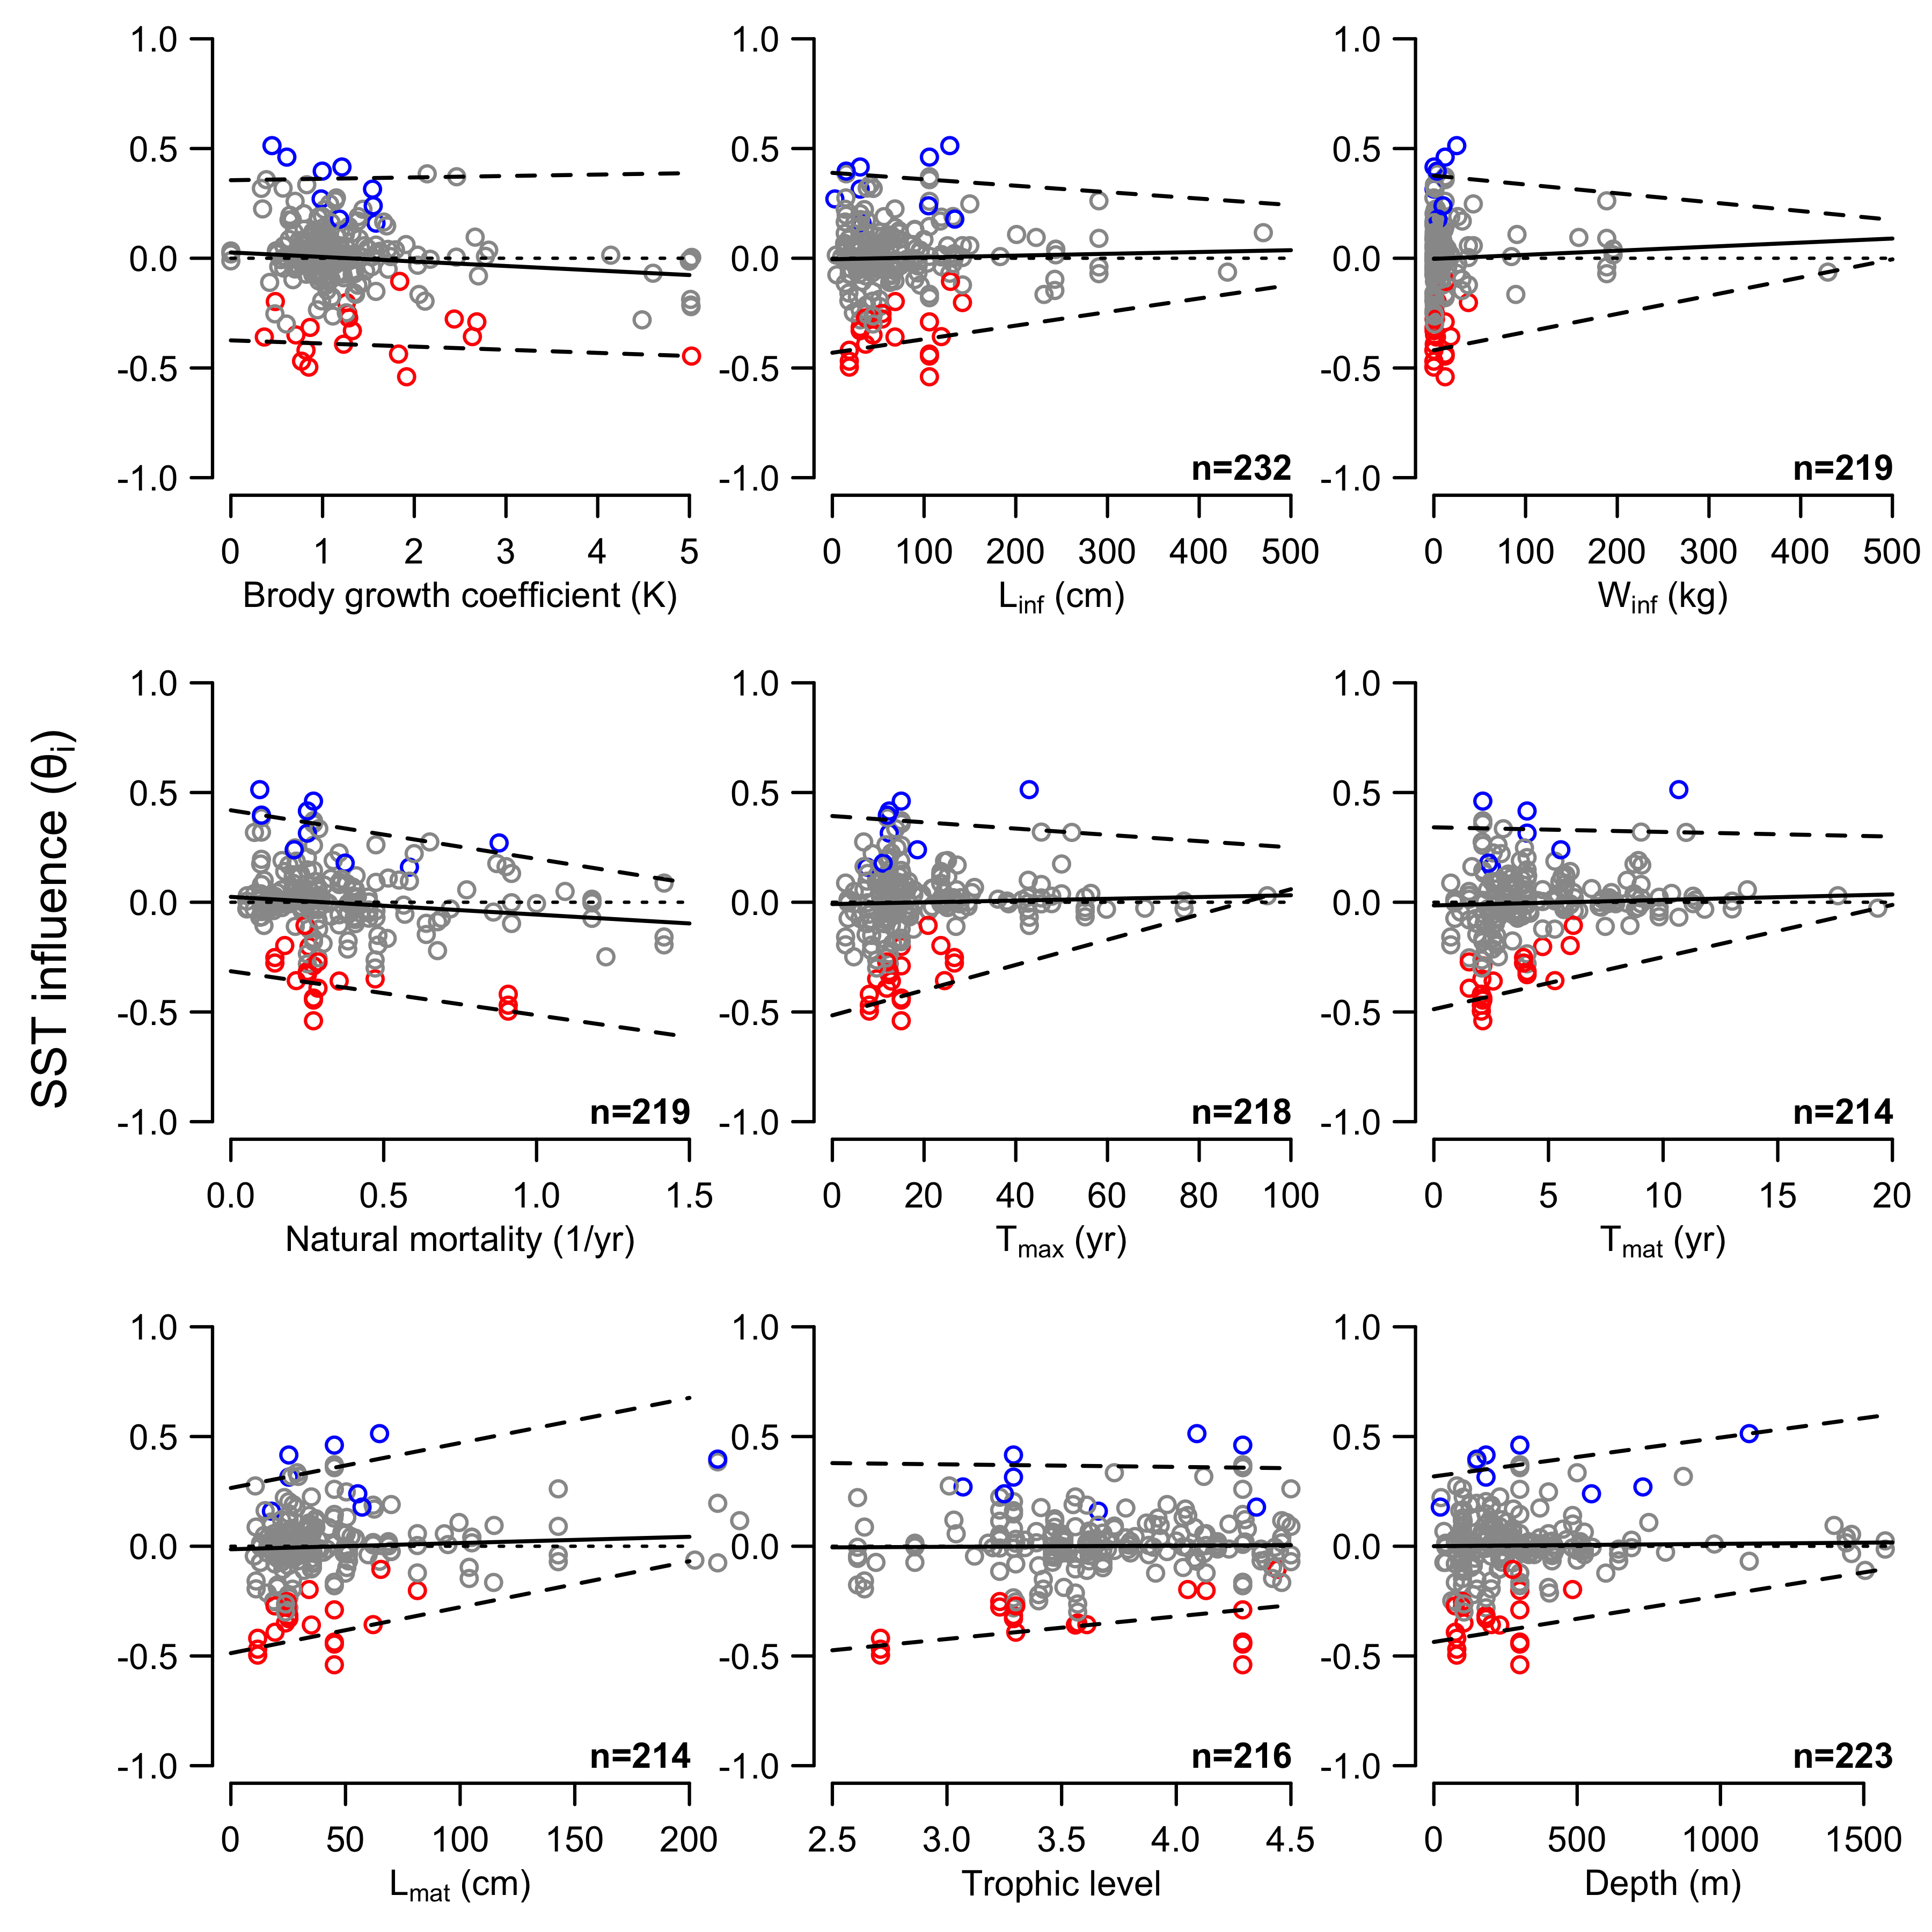 SST influence (θi)
1.0
0.5
0.0
-0.5
-1.0
0 1 2 3 4 5
Brody growth coefficient (K)
1.0
0.5
0.0
-0.5
-1.0
n=232
0 100 200 300 400 500
Linf (cm)
1.0
0.5
0.0
-0.5
-1.0
n=219
0 100 200 300 400 500
Winf (kg)
1.0
0.5
0.0
-0.5
-1.0
n=219
0.0 0.5 1.0 1.5
Natural mortality (1/yr)
1.0
0.5
0.0
-0.5
-1.0
n=218
0 20 40 60 80 100
Tmax (yr)
1.0
0.5
0.0
-0.5
-1.0
n=214
0 5 10 15 20
Tmat (yr)
1.0
0.5
0.0
-0.5
-1.0
n=214
0 50 100 150 200
Lmat (cm)
1.0
0.5
0.0
-0.5
-1.0
n=216
2.5 3.0 3.5 4.0 4.5
Trophic level
1.0
0.5
0.0
-0.5
-1.0
n=223
0 500 1000 1500
Depth (m)